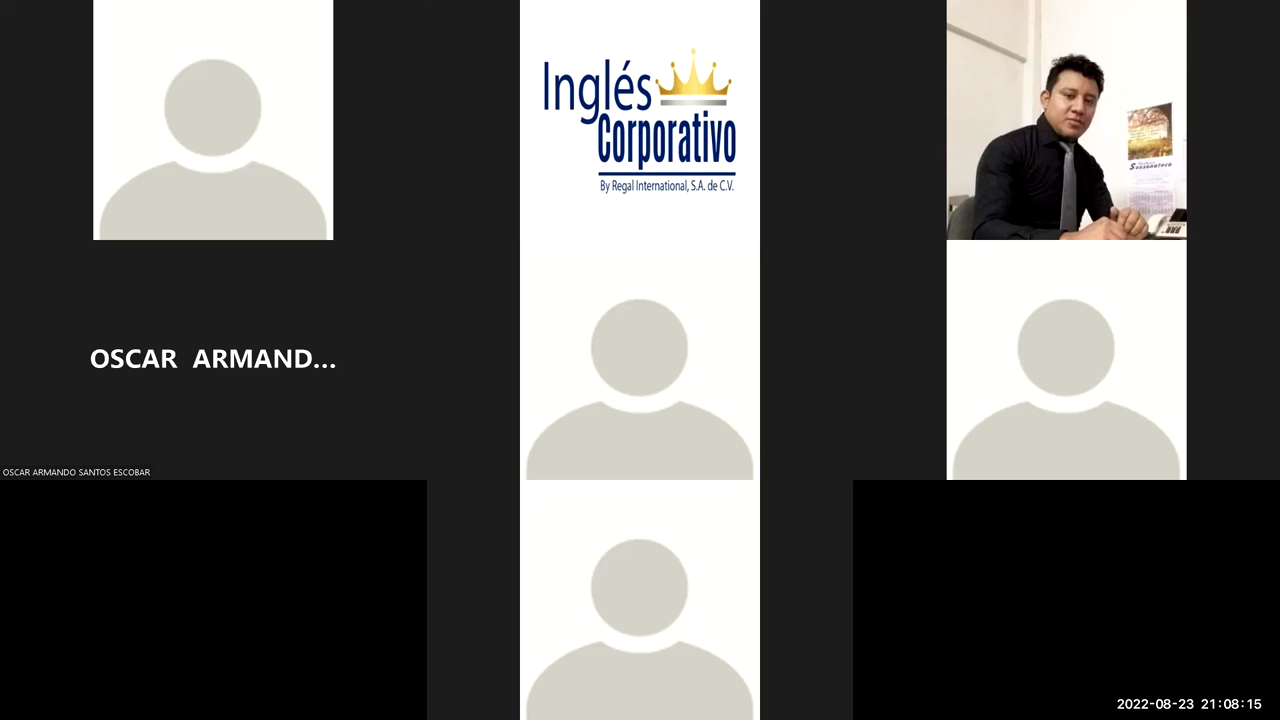 Inglés
Corporativo
By Regal International, S.A. de C.V.
OSCAR ARMAND...
OSCAR ARMANDO SANTOS ESCOBAR
2022-08-23 21:08:15